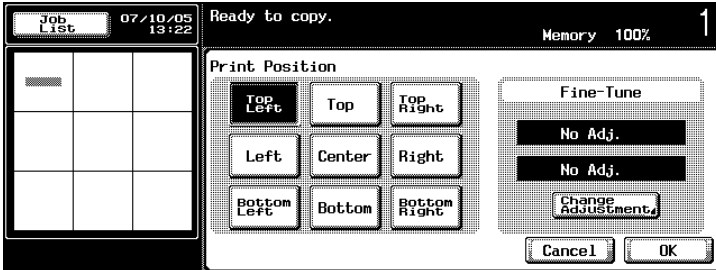 Job
List
07/10/05
13:22
Ready to copy.
Memory 100%
1
Print Position
Top
Left
Top
Top
Right
Left
Center
Right
Bottom
Left
Bottom
Bottom
Right
Fine-Tune
No Adj.
No Adj.
Change
Adjustment
Cancel
OK